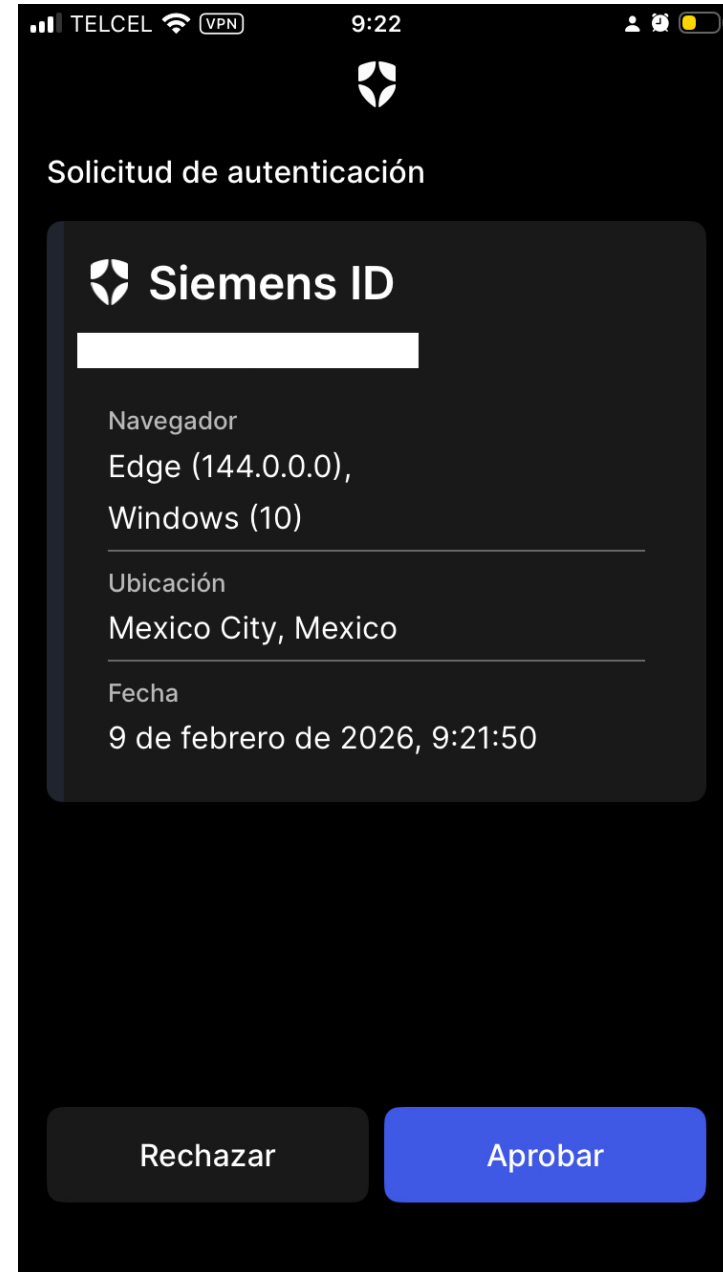 TELCEL VPN 9:22
Solicitud de autenticación
Siemens ID
Navegador
Edge (144.0.0.0),
Windows (10)
Ubicación
Mexico City, Mexico
Fecha
9 de febrero de 2026, 9:21:50
Rechazar Aprobar